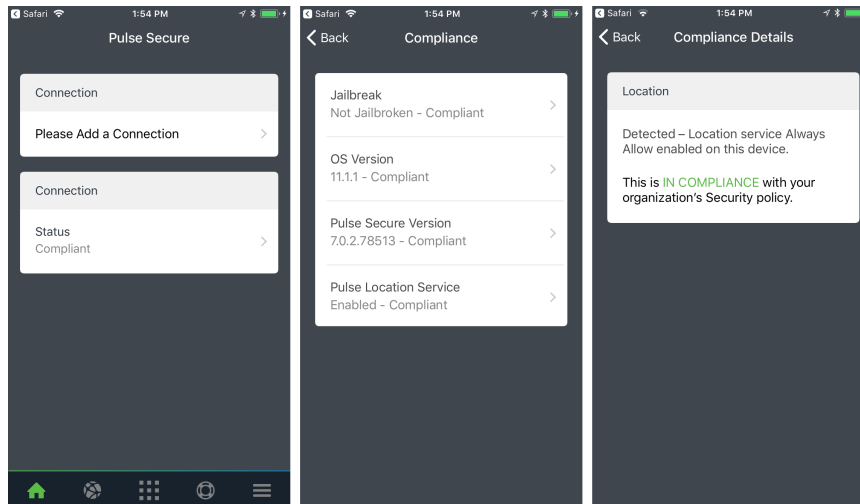 Safari 1:54 PM
Pulse Secure
Connection
Please Add a Connection
Connection
Status
Compliant
Safari 1:54 PM
Back Compliance
Jailbreak
Not Jailbroken - Compliant
OS Version
11.1.1 - Compliant
Pulse Secure Version
7.0.2.78513 - Compliant
Pulse Location Service
Enabled - Compliant
Safari 1:54 PM
Back Compliance Details
Location
Detected – Location service Always
Allow enabled on this device.
This is IN COMPLIANCE with your
organization's Security policy.